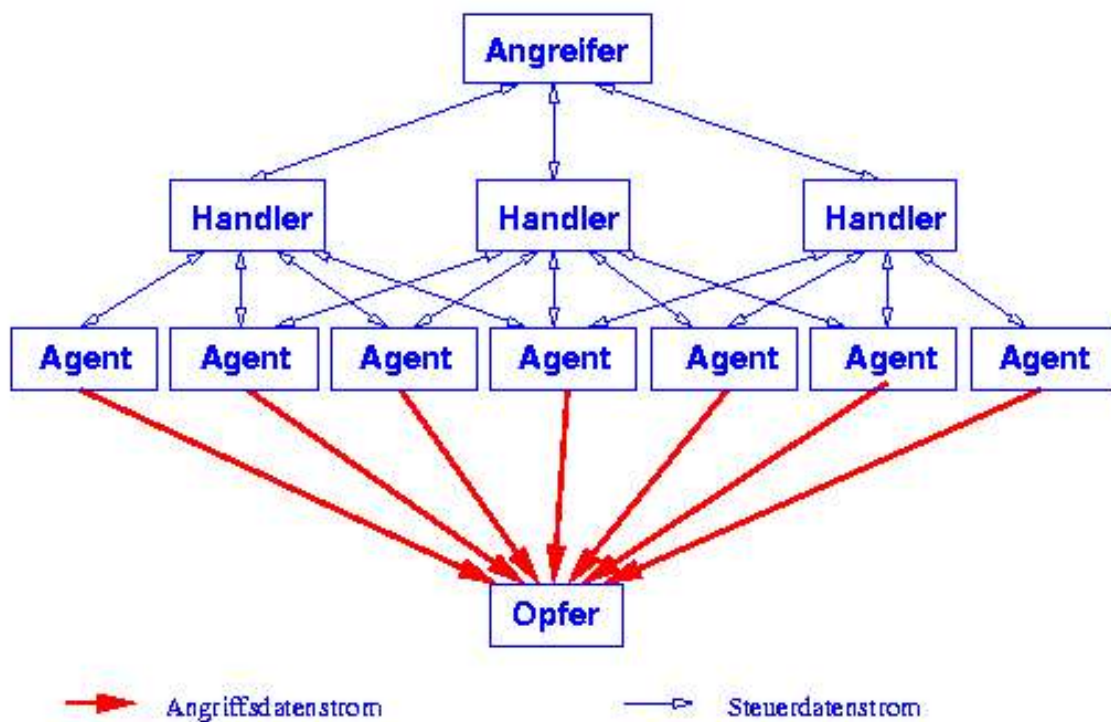 Angreifer
Handler Handler Handler
Agent Agent Agent Agent Agent Agent Agent
Opfer
Angriffsdatenstrom Steuerdatenstrom